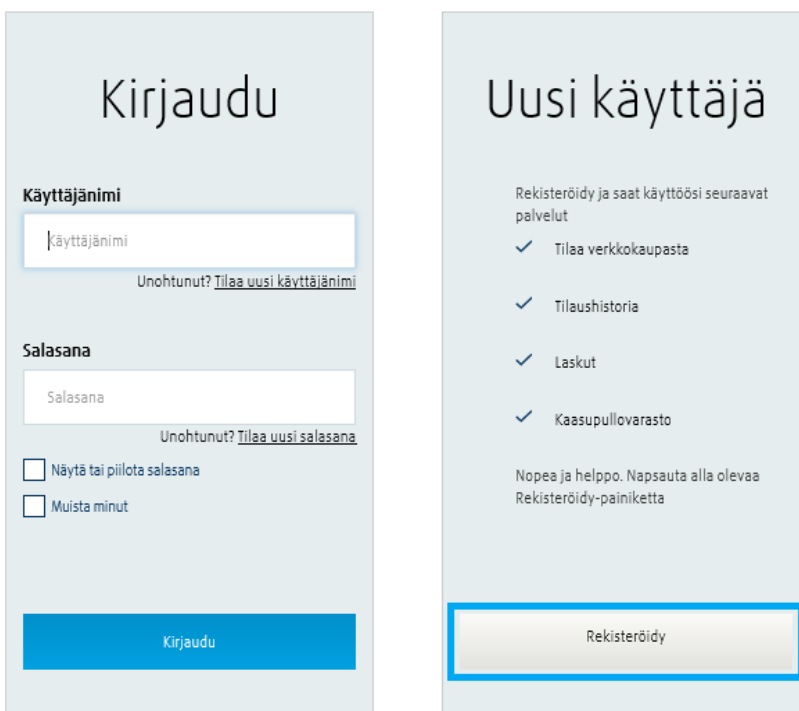 Kirjaudu
Käyttäjänimi
Käyttäjänimi
Unohtunut? Tilaa uusi käyttäjänimi
Salasana
Salasana
Unohtunut? Tilaa uusi salasana
Näytä tai piilota salasana
Muista minut
Kirjaudu
Uusi käyttäjä
Rekisteröidy ja saat käyttöösi seuraavat
palvelut
Tilaa verkkokaupasta
Tilaushistoria
Laskut
Kaasupullovarasto
Nopea ja helppo. Napsauta alla olevaa
Rekisteröidy-painiketta
Rekisteröidy